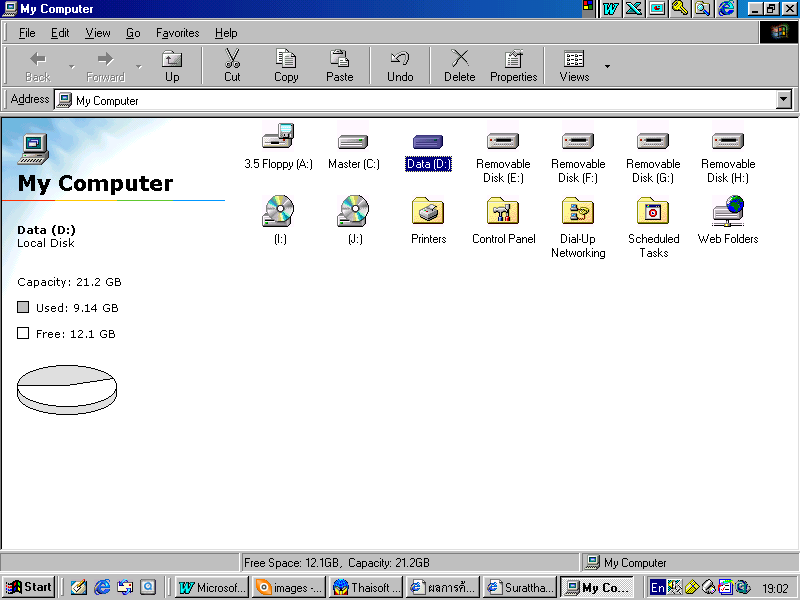 My Computer
File Edit View Go Favorites Help
Back Forward Up Cut Copy Paste Undo Delete Properties Views
Address My Computer
My Computer
Data (D:)
Local Disk
Capacity: 21.2 GB
Used: 9.14 GB
Free: 12.1 GB
3.5 Floppy (A:) Master (C:) Data (D:) Removable Disk (E:) Removable Disk (F:) Removable Disk (G:) Removable Disk (H:)
(I:) (J:) Printers Control Panel Dial-Up Networking Scheduled Tasks Web Folders
Free Space: 12.1GB, Capacity: 21.2GB My Computer
Start Microsof... images -... Thaisoft ... ผลการค้... Surattha... My Co... En 19:02